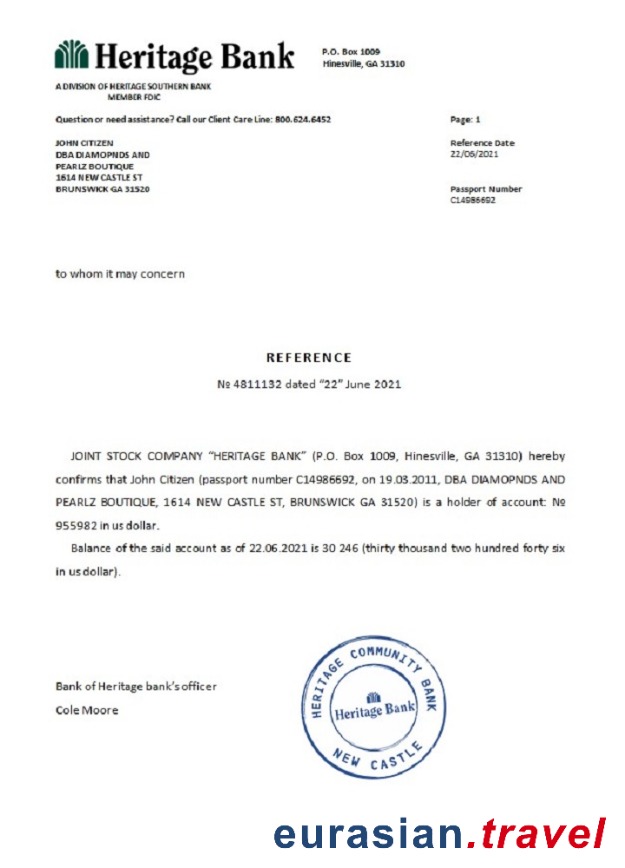 Heritage Bank
P.O. Box 1009
Hinesville, GA 31310
A DIVISION OF HERITAGE SOUTHERN BANK
MEMBER FDIC
Question or need assistance? Call our Client Care Line: 800.624.6452
Page: 1
JOHN CITIZEN
DBA DIAMOPNDS AND
PEARLZ BOUTIQUE
1614 NEW CASTLE ST
BRUNSWICK GA 31520
Reference Date
22/06/2021
Passport Number
C14986692
to whom it may concern
REFERENCE
№ 4811132 dated "22" June 2021
JOINT STOCK COMPANY "HERITAGE BANK" (P.O. Box 1009, Hinesville, GA 31310) hereby
confirms that John Citizen (passport number C14986692, on 19.03.2011, DBA DIAMOPNDS AND
PEARLZ BOUTIQUE, 1614 NEW CASTLE ST, BRUNSWICK GA 31520) is a holder of account: №
955982 in us dollar.
Balance of the said account as of 22.06.2021 is 30 246 (thirty thousand two hundred forty six
in us dollar).
Bank of Heritage bank's officer
Cole Moore
HERITAGE COMMUNITY BANK
Heritage Bank
NEW CASTLE
eurasian.travel